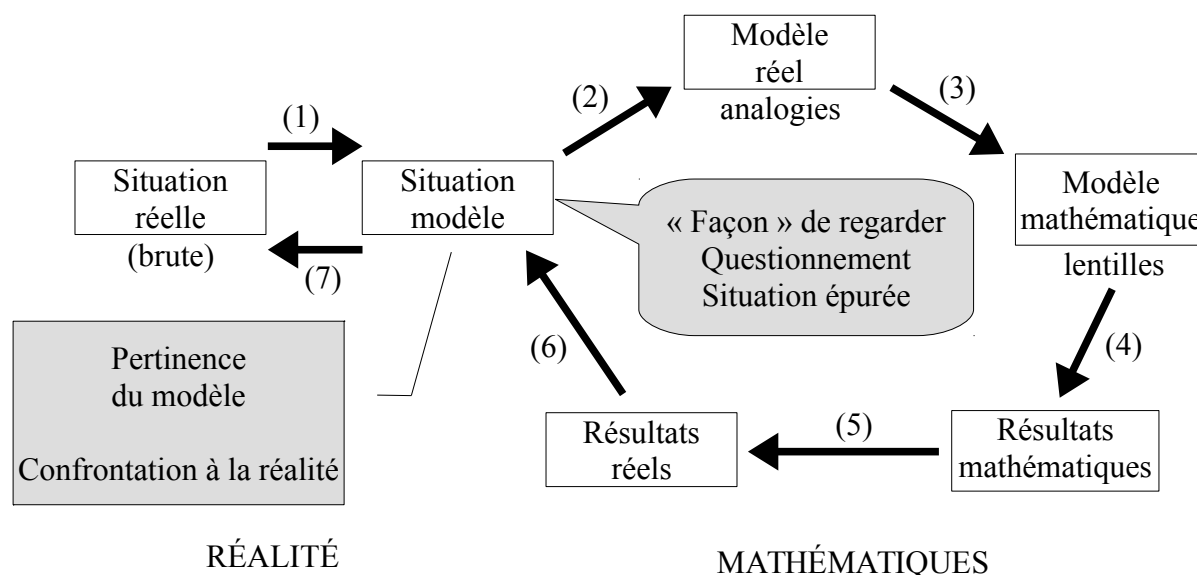 Modèle
réel
analogies
(1)
(2)
(3)
Situation
réelle
(brute)
Situation
modèle
« Façon » de regarder
Questionnement
Situation épurée
Modèle
mathématique
lentilles
(7)
(6)
(4)
Pertinence
du modèle
Confrontation à la réalité
Résultats
réels
(5)
Résultats
mathématiques
RÉALITÉ
MATHÉMATIQUES